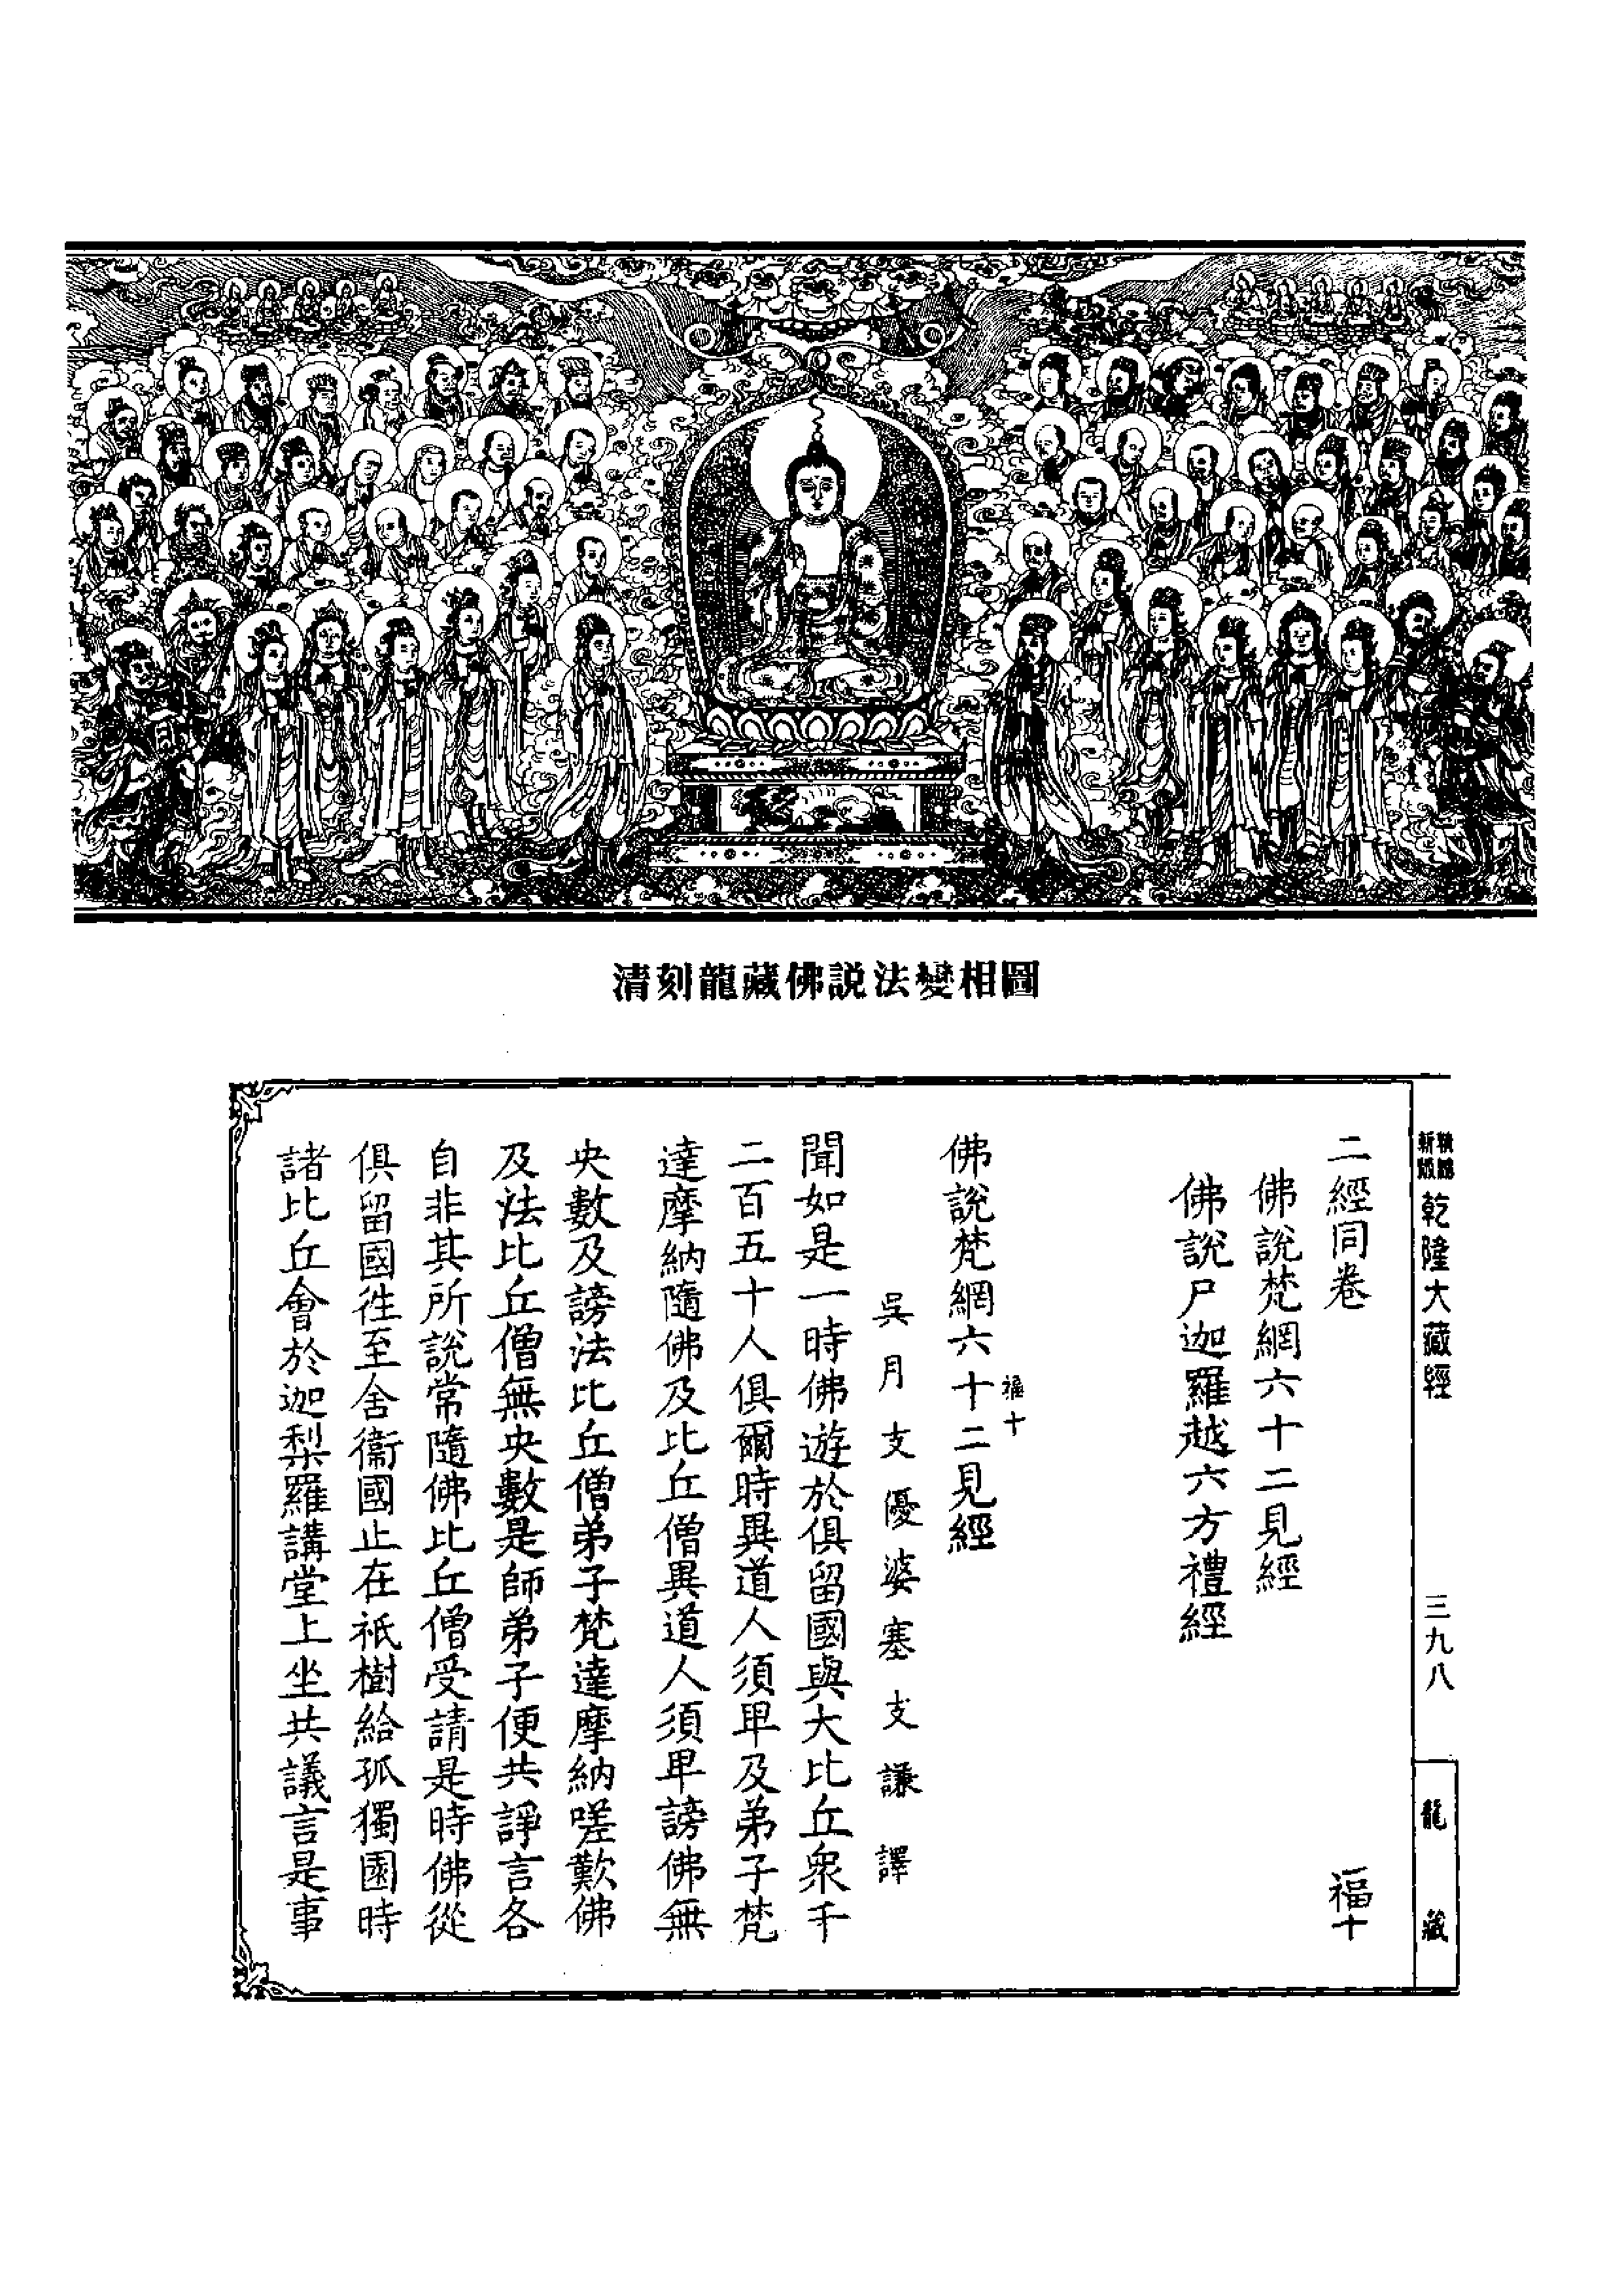 清刻龍藏佛説法變相圖
乾隆大藏經
三九八
龍藏
二經同卷
福十
佛説梵網六十二見經
佛説尸迦羅越六方禮經
福十
佛説梵網六十二見經
吳月支優婆塞支謙譯
聞如是一時佛遊於俱留國與大比丘衆千
二百五十人俱爾時異道人須卑及弟子梵
達摩納隨佛及比丘僧異道人須卑謗佛無
央數及謗法比丘僧弟子梵達摩納嗟歎佛
及法比丘僧無央數是師弟子便共諍言各
自非其所説常隨佛比丘僧受請是時佛從
俱留國徃至舍衞國止在祇樹給孤獨園時
諸比丘會於迦梨羅講堂上坐共議言是事